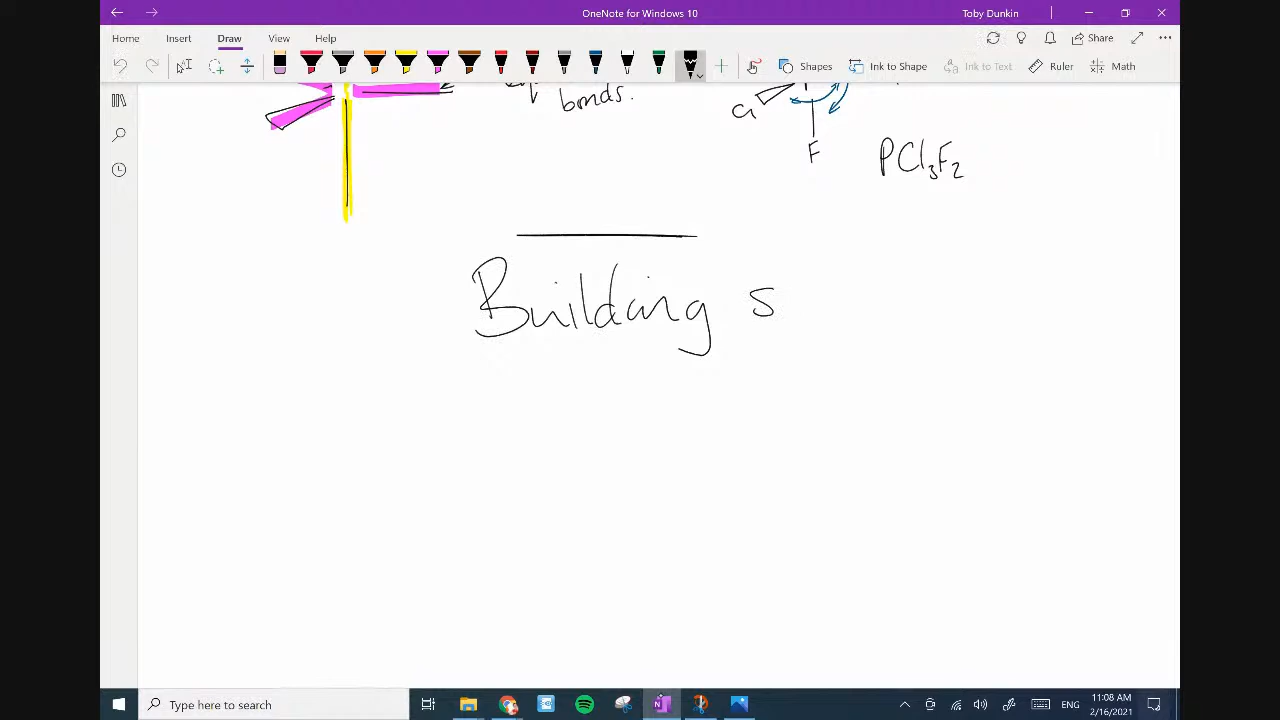 OneNote for Windows 10
Toby Dunkin
Home Insert Draw View Help
Share
Shapes Ink to Shape Ink to Text Ruler Math
bonds.
Cl
F
PCl₃F₂
Building s
Type here to search
ENG
11:08 AM
2/16/2021